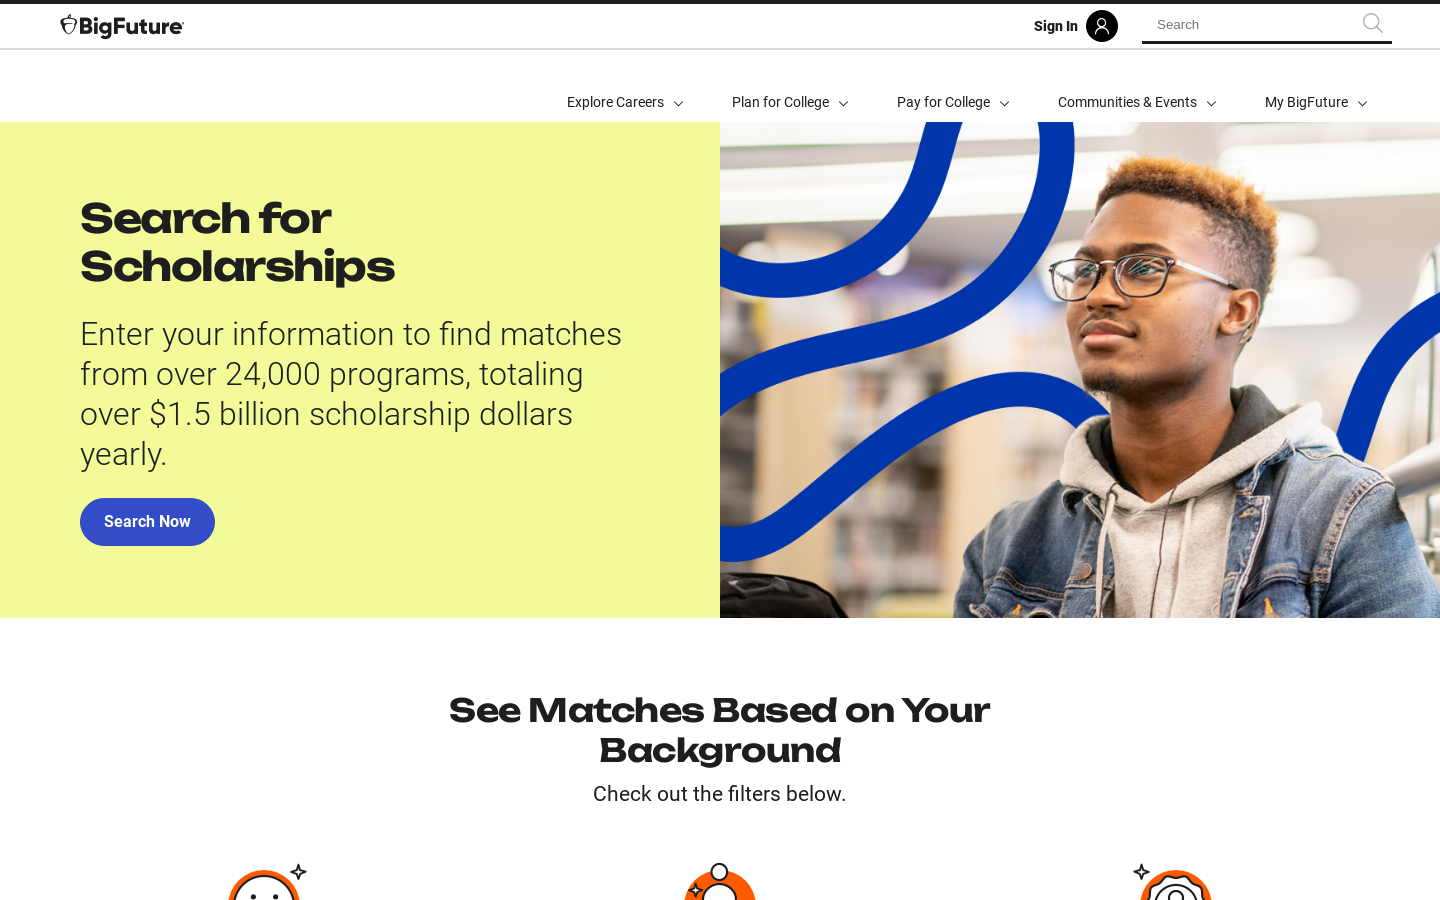 BigFuture
Sign In
Search
Explore Careers
Plan for College
Pay for College
Communities & Events
My BigFuture
Search for
Scholarships
Enter your information to find matches
from over 24,000 programs, totaling
over $1.5 billion scholarship dollars
yearly.
Search Now
See Matches Based on Your
Background
Check out the filters below.